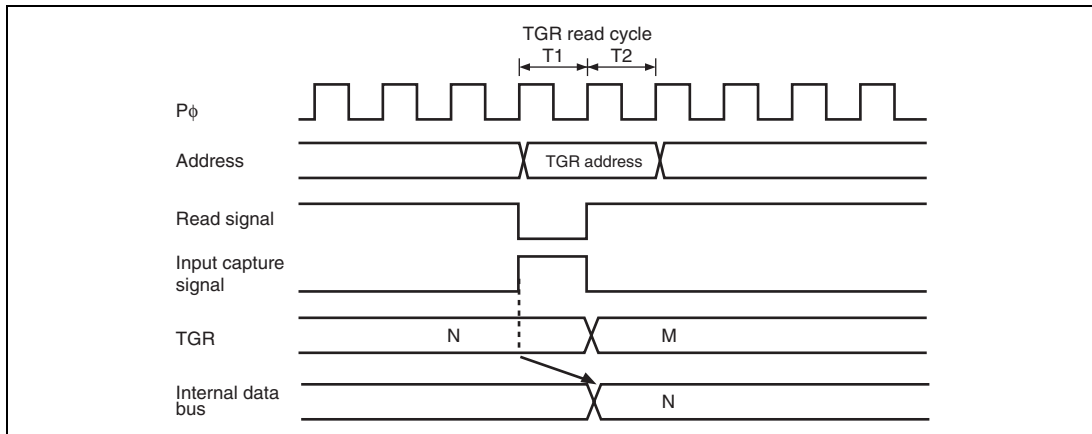 TGR read cycle
T1 T2
Pϕ
Address
TGR address
Read signal
Input capture
signal
TGR
N M
Internal data
bus
N